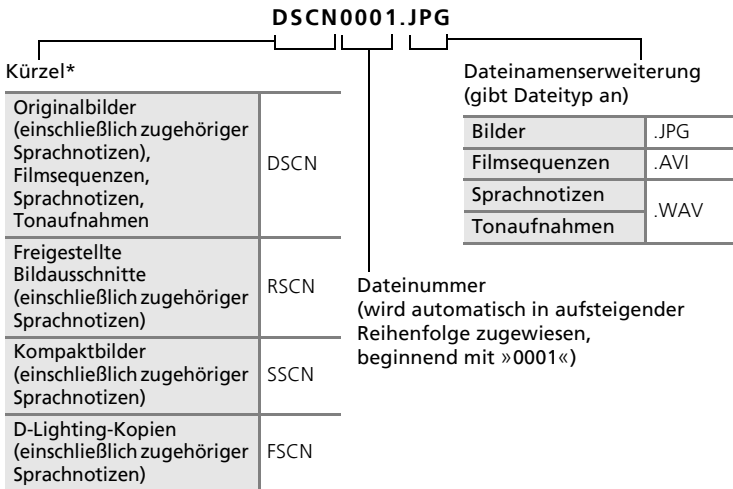 DSCN0001.JPG
Kürzel*
Originalbilder
(einschließlich zugehöriger
Sprachnotizen),
Filmsequenzen,
Sprachnotizen,
Tonaufnahmen
DSCN
Freigestellte
Bildausschnitte
(einschließlich zugehöriger
Sprachnotizen)
RSCN
Kompaktbilder
(einschließlich zugehöriger
Sprachnotizen)
SSCN
D-Lighting-Kopien
(einschließlich zugehöriger
Sprachnotizen)
FSCN
Dateinummer
(wird automatisch in aufsteigender
Reihenfolge zugewiesen,
beginnend mit »0001«)
Dateinamenserweiterung
(gibt Dateityp an)
Bilder .JPG
Filmsequenzen .AVI
Sprachnotizen
Tonaufnahmen
.WAV